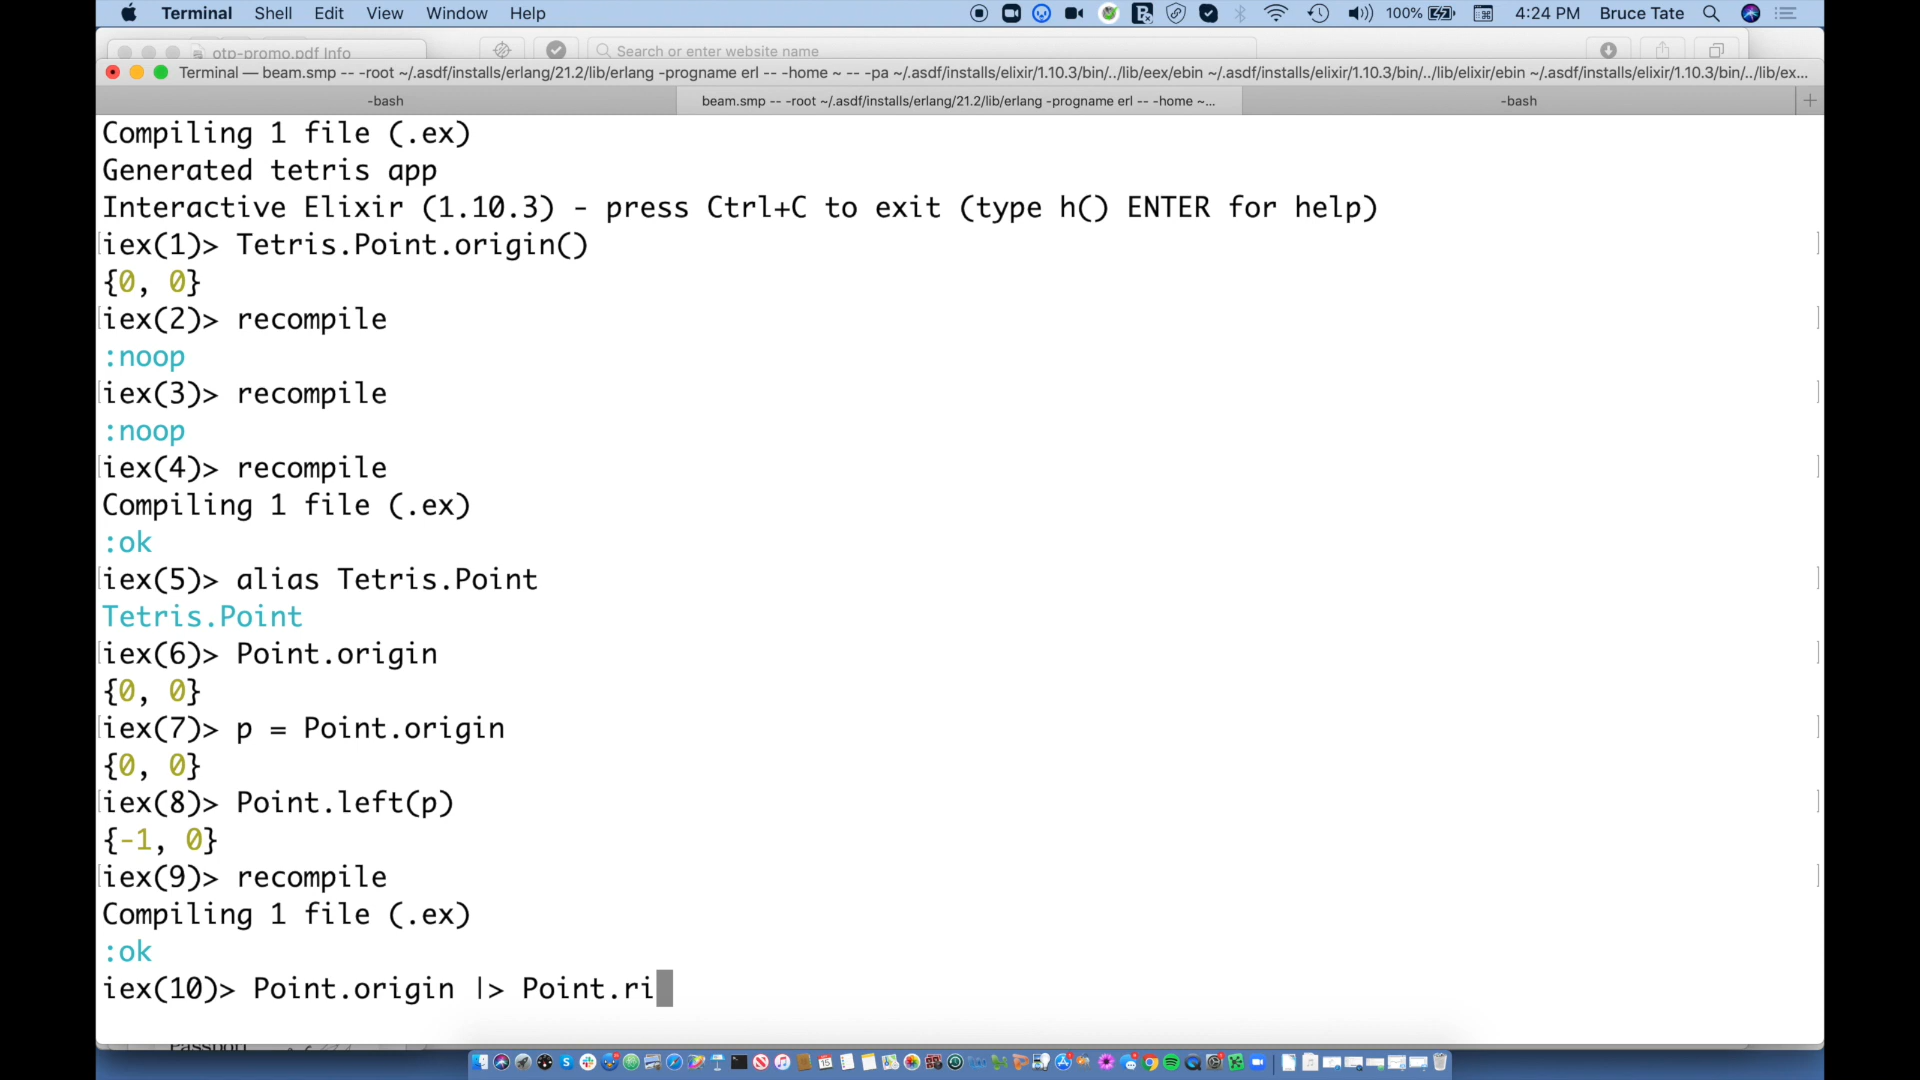 Terminal Shell Edit View Window Help 100% 4:24 PM Bruce Tate
otp-promo.pdf Info Search or enter website name
Terminal — beam.smp -- -root ~/.asdf/installs/erlang/21.2/lib/erlang -progname erl -- -home ~ -- -pa ~/.asdf/installs/elixir/1.10.3/bin/../lib/eex/ebin ~/.asdf/installs/elixir/1.10.3/bin/../lib/elixir/ebin ~/.asdf/installs/elixir/1.10.3/bin/../lib/ex...
-bash beam.smp -- -root ~/.asdf/installs/erlang/21.2/lib/erlang -progname erl -- -home ~... -bash
Compiling 1 file (.ex)
Generated tetris app
Interactive Elixir (1.10.3) - press Ctrl+C to exit (type h() ENTER for help)
iex(1)> Tetris.Point.origin()
{0, 0}
iex(2)> recompile
:noop
iex(3)> recompile
:noop
iex(4)> recompile
Compiling 1 file (.ex)
:ok
iex(5)> alias Tetris.Point
Tetris.Point
iex(6)> Point.origin
{0, 0}
iex(7)> p = Point.origin
{0, 0}
iex(8)> Point.left(p)
{-1, 0}
iex(9)> recompile
Compiling 1 file (.ex)
:ok
iex(10)> Point.origin |> Point.ri
Passport